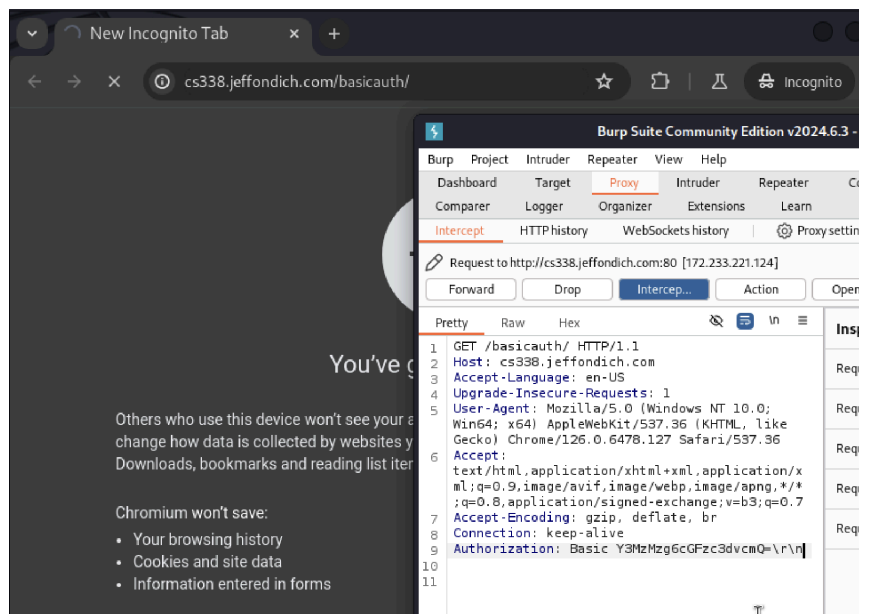 New Incognito Tab
cs338.jeffondich.com/basicauth/
Incognito
You've g
Others who use this device won't see your a
change how data is collected by websites y
Downloads, bookmarks and reading list iter
Chromium won't save:
• Your browsing history
• Cookies and site data
• Information entered in forms
Burp Suite Community Edition v2024.6.3 -
Burp Project Intruder Repeater View Help
Dashboard Target Proxy Intruder Repeater Co
Comparer Logger Organizer Extensions Learn
Intercept HTTP history WebSockets history Proxy settin
Request to http://cs338.jeffondich.com:80 [172.233.221.124]
Forward Drop Intercep... Action Open
Pretty Raw Hex \n
Insp
1 GET /basicauth/ HTTP/1.1
2 Host: cs338.jeffondich.com
3 Accept-Language: en-US
4 Upgrade-Insecure-Requests: 1
5 User-Agent: Mozilla/5.0 (Windows NT 10.0;
Win64; x64) AppleWebKit/537.36 (KHTML, like
Gecko) Chrome/126.0.6478.127 Safari/537.36
6 Accept:
text/html,application/xhtml+xml,application/x
ml;q=0.9,image/avif,image/webp,image/apng,*/*
;q=0.8,application/signed-exchange;v=b3;q=0.7
7 Accept-Encoding: gzip, deflate, br
8 Connection: keep-alive
9 Authorization: Basic Y3MzMzg6cGFzc3dvcmQ=\r\n
10
11
Requ
Requ
Requ
Requ
Requ